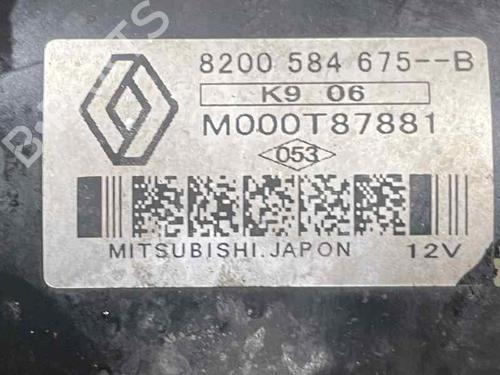 8200 584 675--B
K9 06
M000T87881
053
MITSUBISHI.JAPON 12V